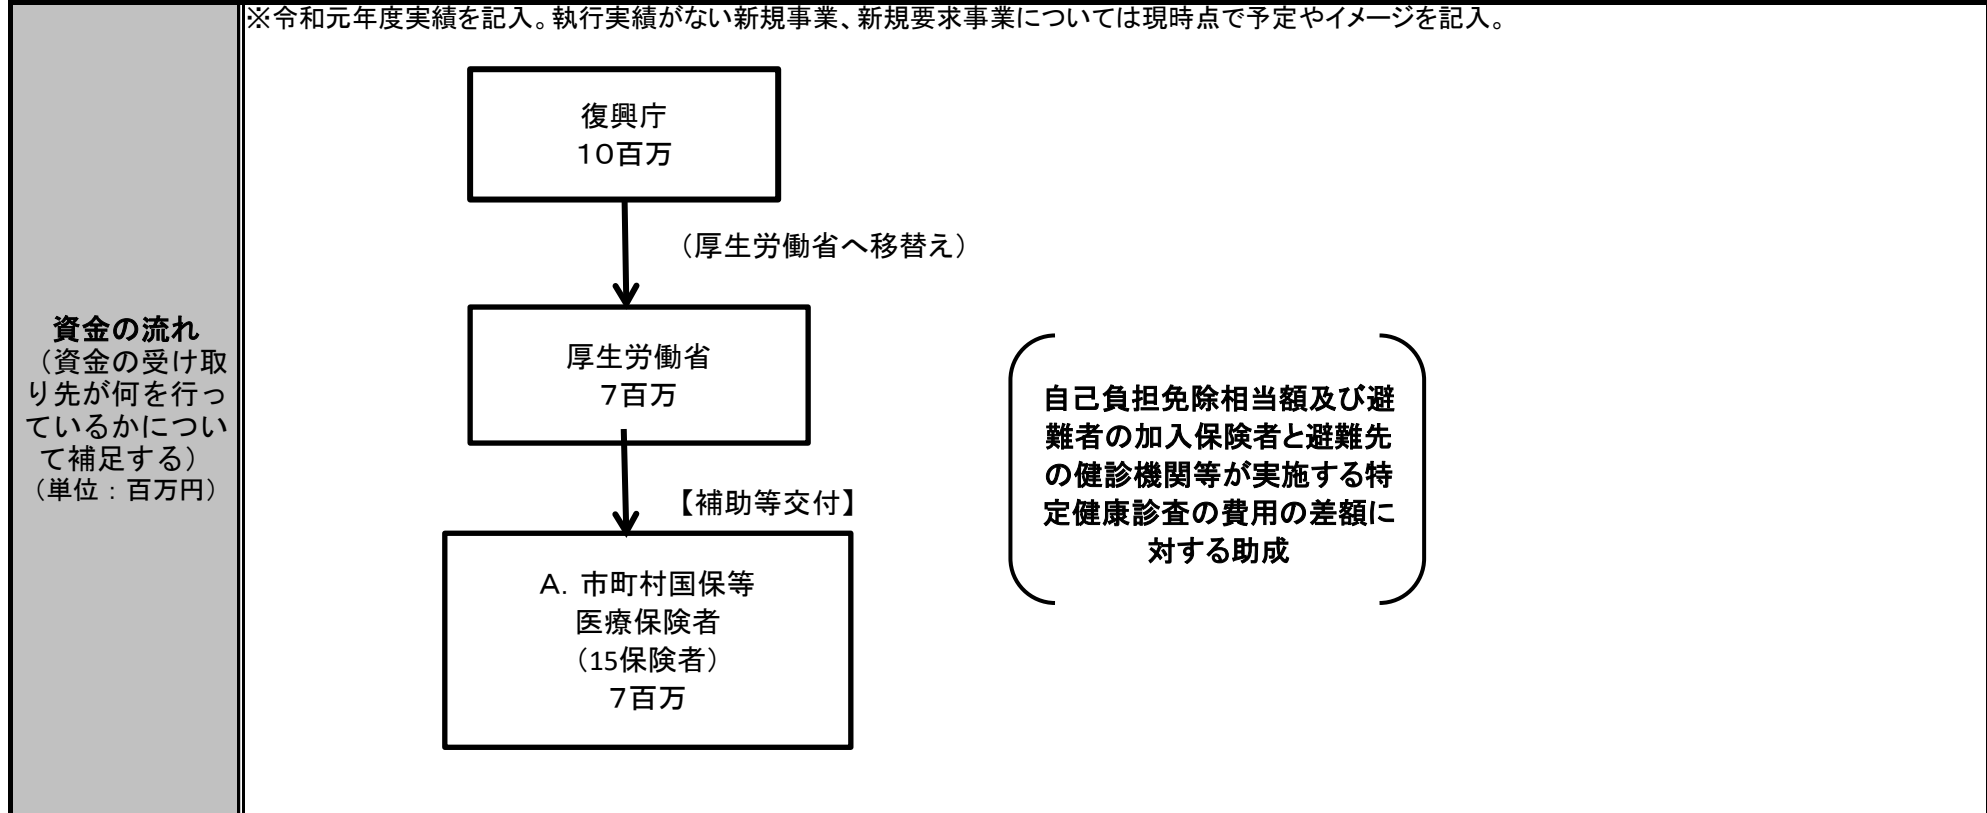 ※令和元年度実績を記入。執行実績がない新規事業、新規要求事業については現時点で予定やイメージを記入。
資金の流れ
（資金の受け取
り先が何を行っ
ているかについ
て補足する）
（単位：百万円）
復興庁
１０百万
（厚生労働省へ移替え）
厚生労働省
７百万
【補助等交付】
Ａ．市町村国保等
医療保険者
（15保険者）
７百万
自己負担免除相当額及び避
難者の加入保険者と避難先
の健診機関等が実施する特
定健康診査の費用の差額に
対する助成